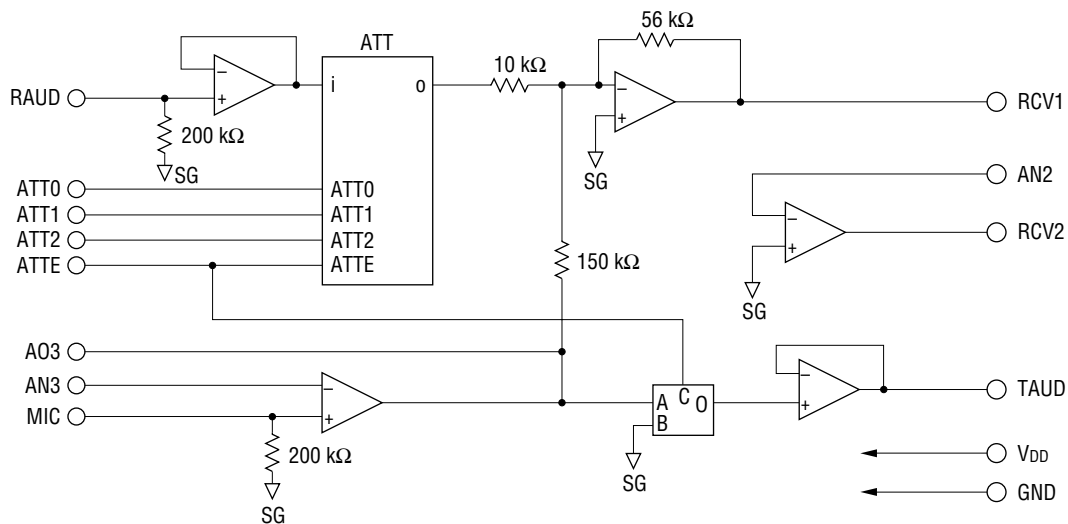 56 kΩ
ATT
10 kΩ
i
o
−
+
−
+
RAUD
RCV1
200 kΩ
SG
SG
AN2
ATT0
ATT0
ATT1
ATT1
ATT2
ATT2
ATTE
ATTE
−
+
RCV2
150 kΩ
SG
AO3
AN3
−
MIC
+
A
C
O
B
−
+
TAUD
200 kΩ
SG
SG
VDD
GND